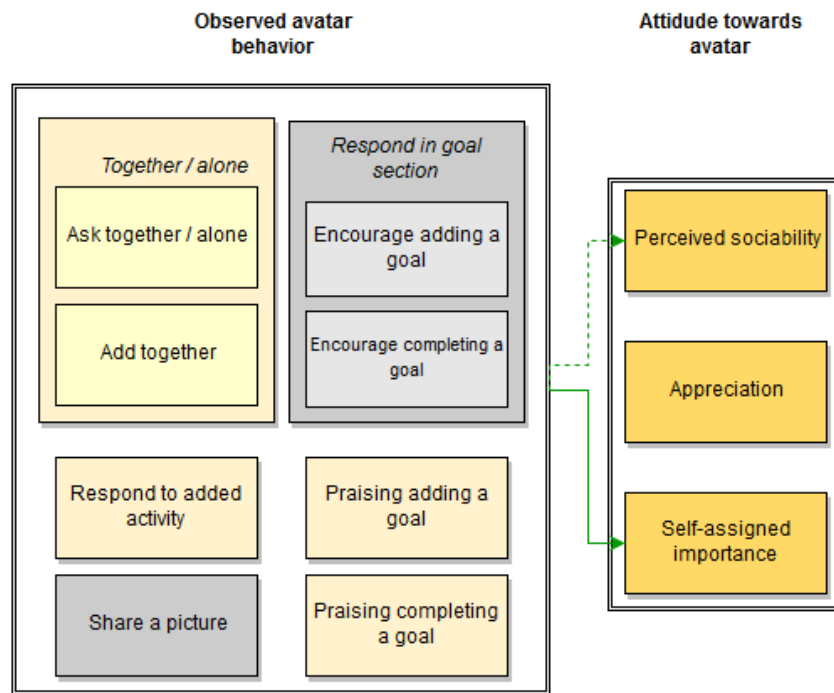 Observed avatar
behavior
Attidude towards
avatar
Together / alone
Ask together / alone
Add together
Respond in goal
section
Encourage adding a
goal
Encourage completing a
goal
Respond to added
activity
Praising adding a
goal
Share a picture
Praising completing
a goal
Perceived sociability
Appreciation
Self-assigned
importance